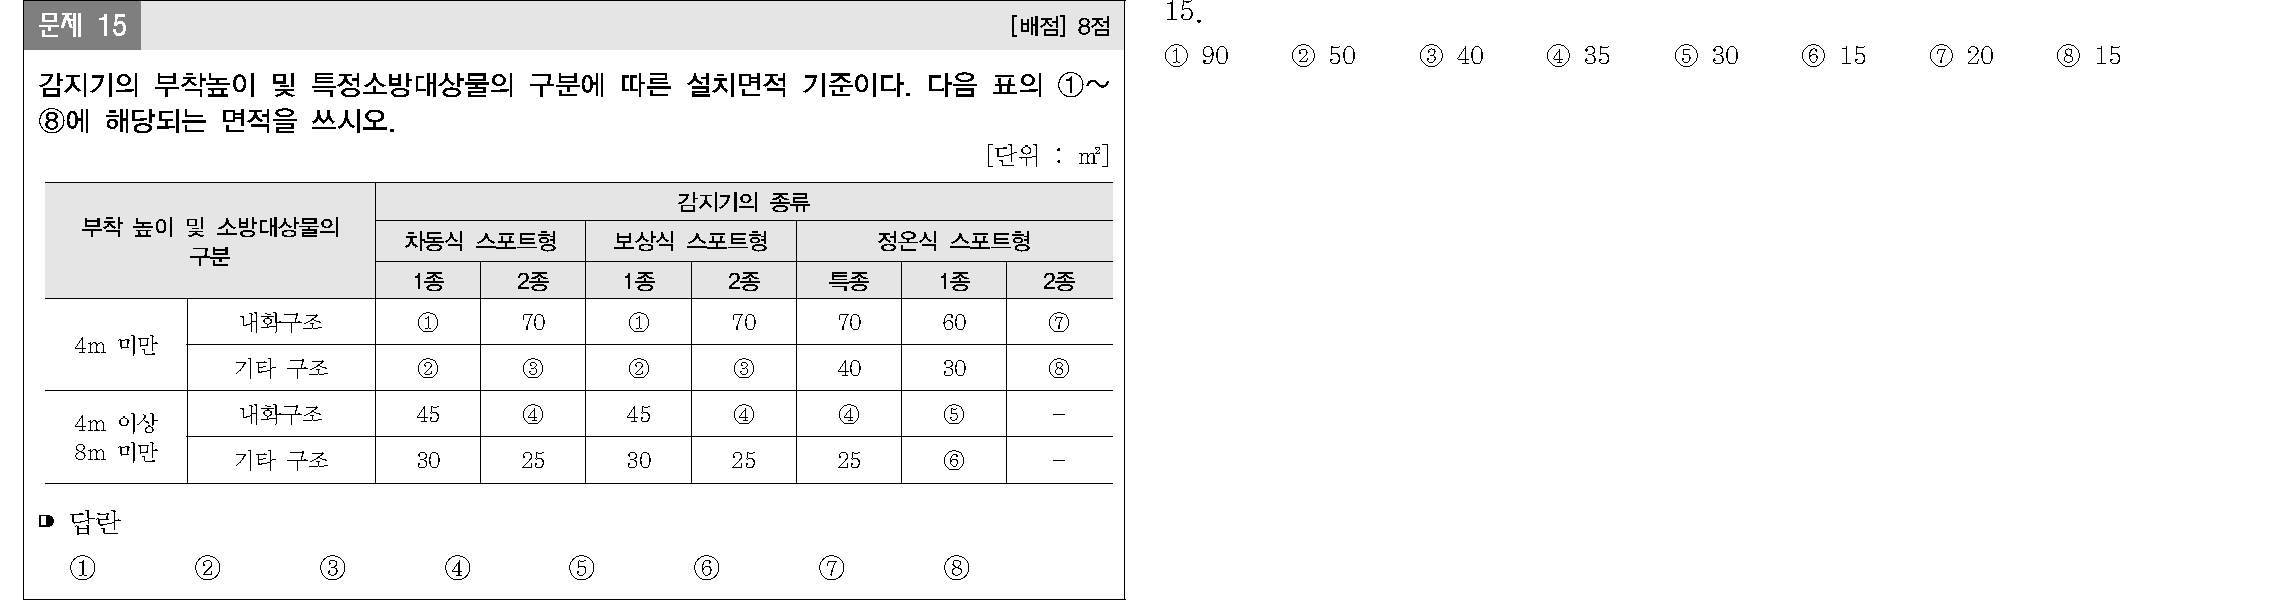 문제 15 [배점] 8점
감지기의 부착높이 및 특정소방대상물의 구분에 따른 설치면적 기준이다. 다음 표의 ①~
⑧에 해당되는 면적을 쓰시오.
[단위 : ㎡]
부착 높이 및 소방대상물의
구분
감지기의 종류
차동식 스포트형 보상식 스포트형 정온식 스포트형
1종 2종 1종 2종 특종 1종 2종
4m 미만
내화구조 ① 70 ① 70 70 60 ⑦
기타 구조 ② ③ ② ③ 40 30 ⑧
4m 이상
8m 미만
내화구조 45 ④ 45 ④ ④ ⑤ －
기타 구조 30 25 30 25 25 ⑥ －
답란
① ② ③ ④ ⑤ ⑥ ⑦ ⑧
15.
① 90 ② 50 ③ 40 ④ 35 ⑤ 30 ⑥ 15 ⑦ 20 ⑧ 15